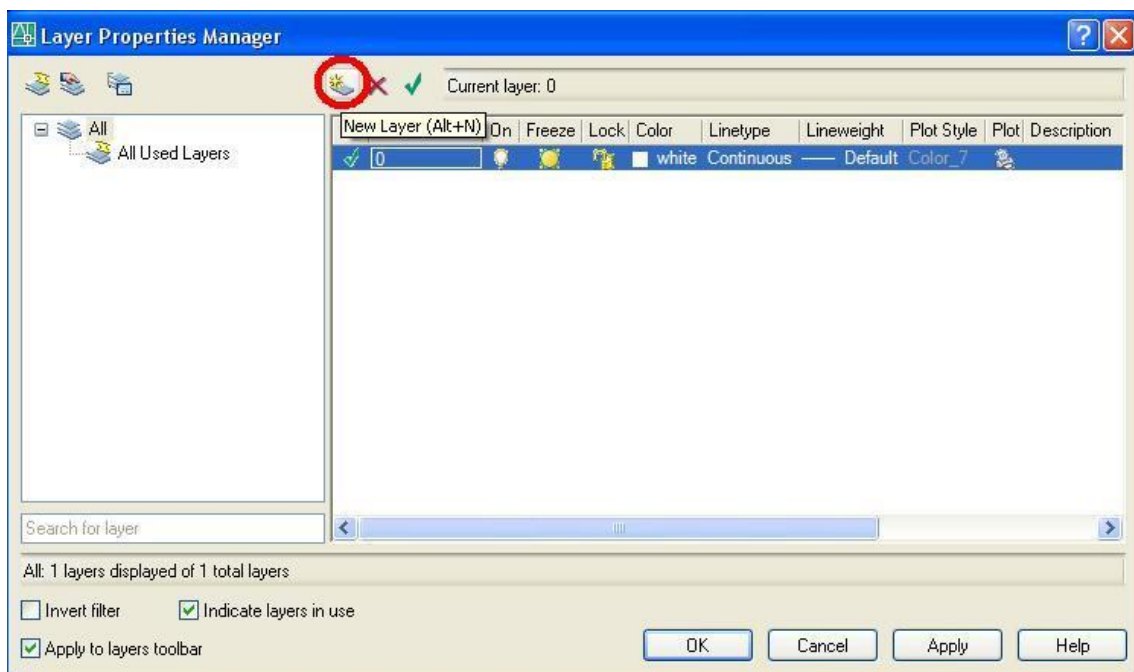 Layer Properties Manager
Current layer: 0
All
All Used Layers
New Layer (Alt+N) On Freeze Lock Color Linetype Lineweight Plot Style Plot Description
0 white Continuous Default Color_7
Search for layer
All: 1 layers displayed of 1 total layers
Invert filter Indicate layers in use
Apply to layers toolbar
OK Cancel Apply Help